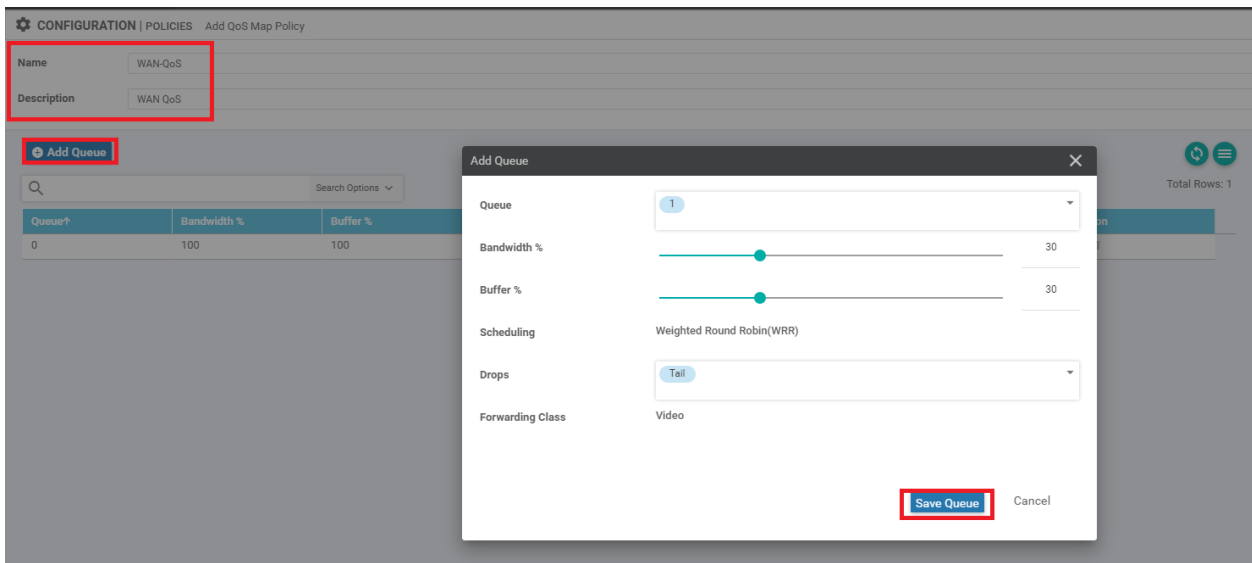 CONFIGURATION | POLICIES Add QoS Map Policy
Name WAN-QoS
Description WAN QoS
Add Queue
Search Options
Total Rows: 1
Queue↑ Bandwidth % Buffer %
0 100 100
Add Queue
Queue 1
Bandwidth % 30
Buffer % 30
Scheduling Weighted Round Robin(WRR)
Drops Tail
Forwarding Class Video
Save Queue Cancel